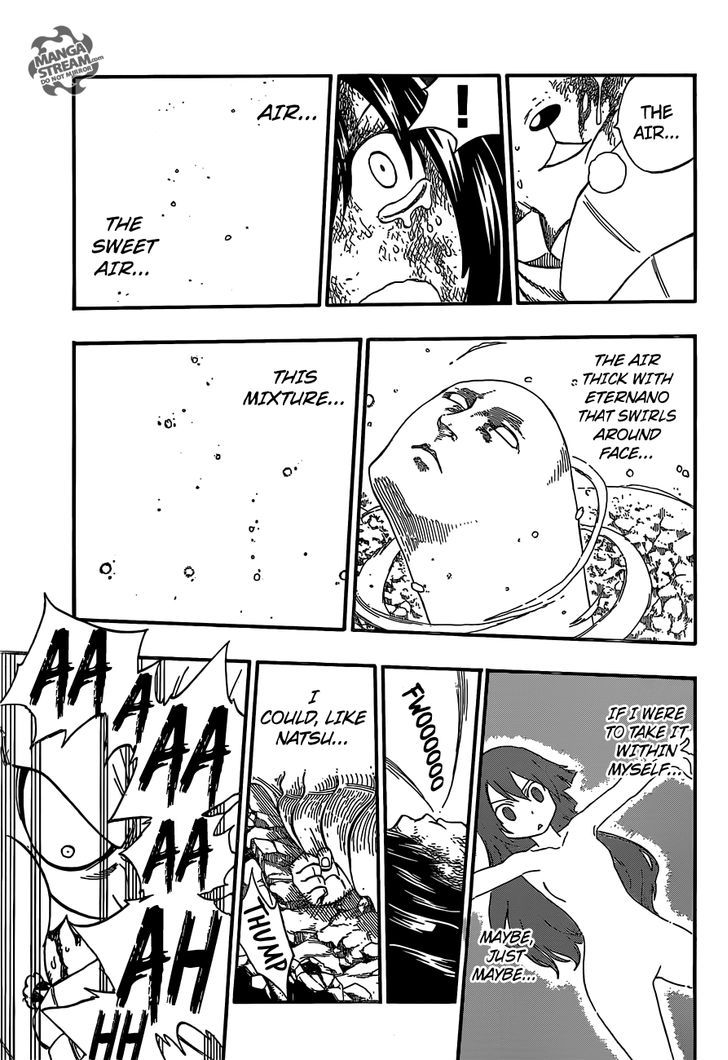 MANGA
STREAM.com
DO NOT MIRROR
THE
AIR...
!
AIR...
THE
SWEET
AIR...
THE AIR
THICK WITH
ETERNANO
THAT SWIRLS
AROUND
FACE...
THIS
MIXTURE...
IF I WERE
TO TAKE IT
WITHIN
MYSELF...
MAYBE,
JUST
MAYBE...
FWOOOOOO
I
COULD, LIKE
NATSU...
THUMP
AA
A
AA
AA
AH
HH